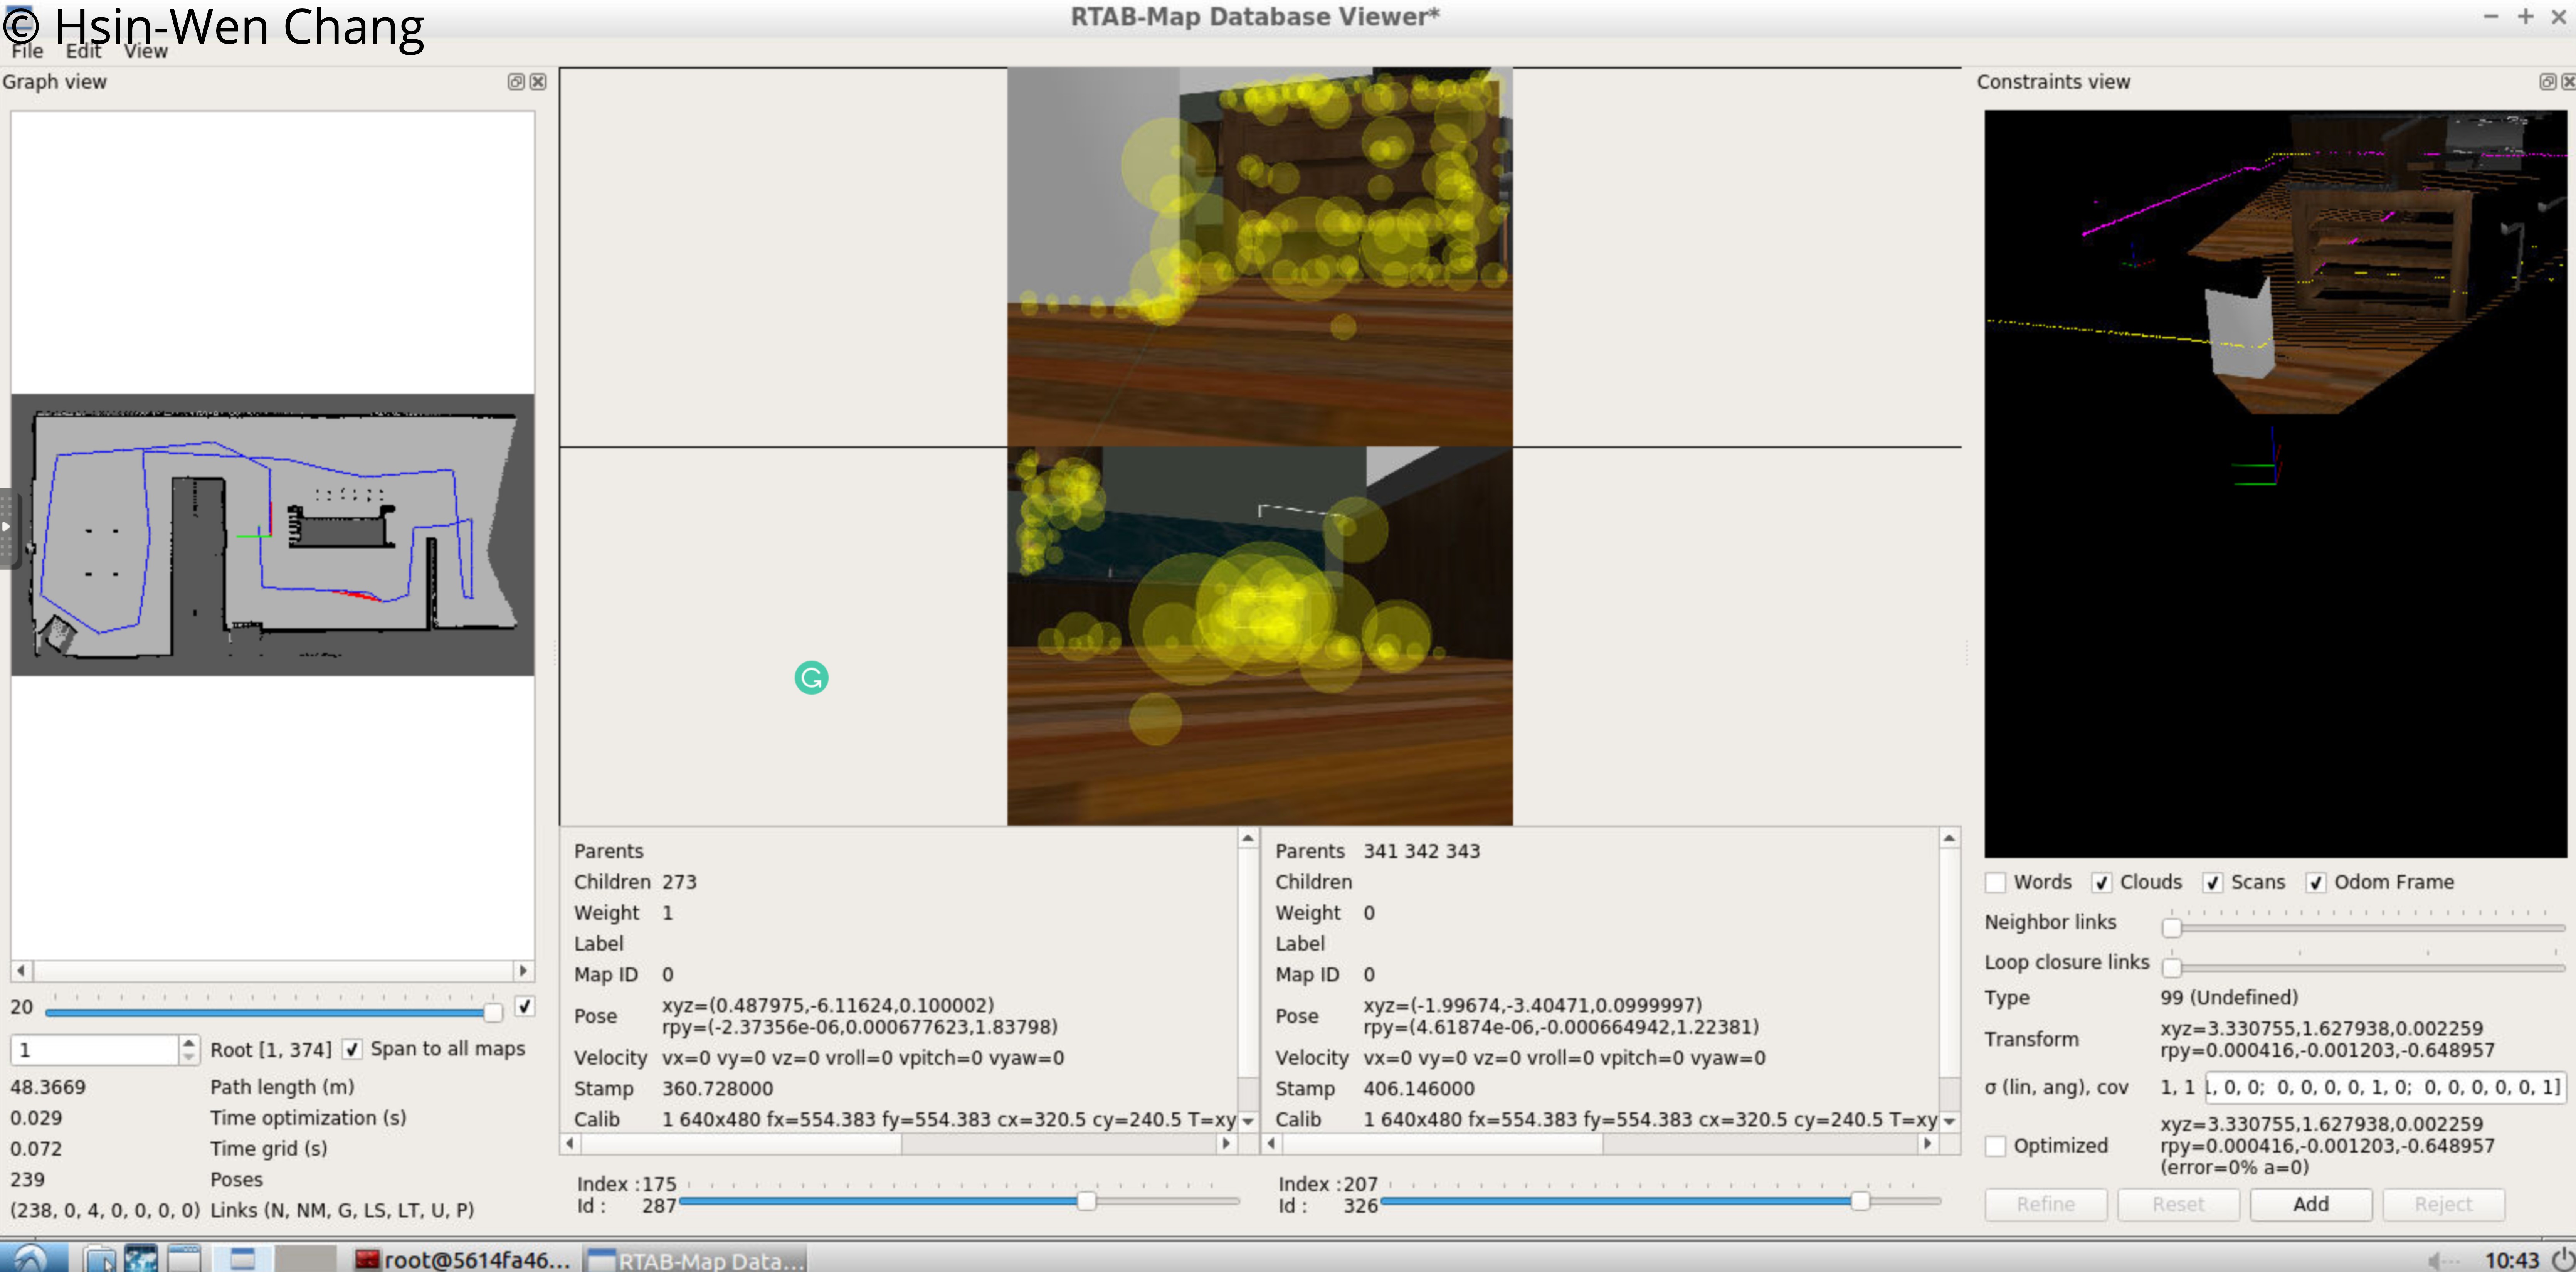 © Hsin-Wen Chang
RTAB-Map Database Viewer*
File Edit View
Graph view
20
1 Root [1, 374] Span to all maps
48.3669 Path length (m)
0.029 Time optimization (s)
0.072 Time grid (s)
239 Poses
(238, 0, 4, 0, 0, 0, 0) Links (N, NM, G, LS, LT, U, P)
Parents
Children 273
Weight 1
Label
Map ID 0
Pose xyz=(0.487975,-6.11624,0.100002)
rpy=(-2.37356e-06,0.000677623,1.83798)
Velocity vx=0 vy=0 vz=0 vroll=0 vpitch=0 vyaw=0
Stamp 360.728000
Calib 1 640x480 fx=554.383 fy=554.383 cx=320.5 cy=240.5 T=xy
Index : 175
Id : 287
Parents 341 342 343
Children
Weight 0
Label
Map ID 0
Pose xyz=(-1.99674,-3.40471,0.0999997)
rpy=(4.61874e-06,-0.000664942,1.22381)
Velocity vx=0 vy=0 vz=0 vroll=0 vpitch=0 vyaw=0
Stamp 406.146000
Calib 1 640x480 fx=554.383 fy=554.383 cx=320.5 cy=240.5 T=xy
Index : 207
Id : 326
Constraints view
Words Clouds Scans Odom Frame
Neighbor links
Loop closure links
Type 99 (Undefined)
Transform xyz=3.330755,1.627938,0.002259
rpy=0.000416,-0.001203,-0.648957
σ (lin, ang), cov 1, 1 1, 0, 0; 0, 0, 0, 0, 1, 0; 0, 0, 0, 0, 0, 1]
Optimized xyz=3.330755,1.627938,0.002259
rpy=0.000416,-0.001203,-0.648957
(error=0% a=0)
Refine Reset Add Reject
root@5614fa46... RTAB-Map Data... 10:43